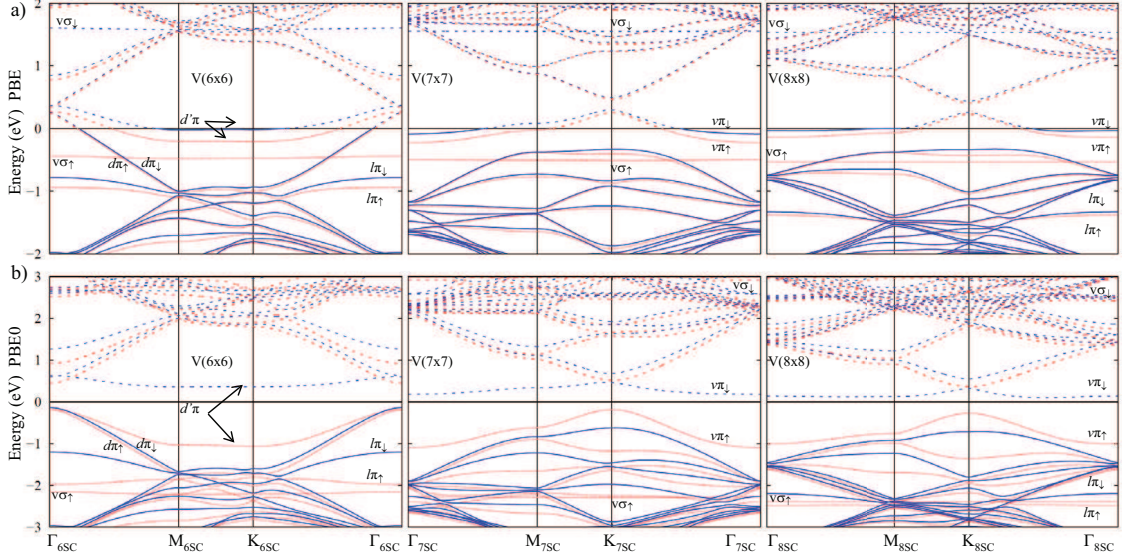 a)
Energy (eV) PBE
2
1
0
−1
−2
vσ↓
V(6x6)
d'π
vσ↑
dπ↑
dπ↓
lπ↓
lπ↑
vσ↓
V(7x7)
vπ↓
vπ↑
vσ↑
vσ↓
V(8x8)
vπ↓
vσ↑
vπ↑
lπ↓
lπ↑
b)
Energy (eV) PBE0
3
2
1
0
−1
−2
−3
V(6x6)
d'π
dπ↑
dπ↓
lπ↓
lπ↑
vσ↑
V(7x7)
vσ↓
vπ↓
vπ↑
vσ↑
vσ↓
V(8x8)
vπ↓
vπ↑
lπ↓
vσ↑
lπ↑
Γ6SC M6SC K6SC Γ6SC Γ7SC M7SC K7SC Γ7SC Γ8SC M8SC K8SC Γ8SC